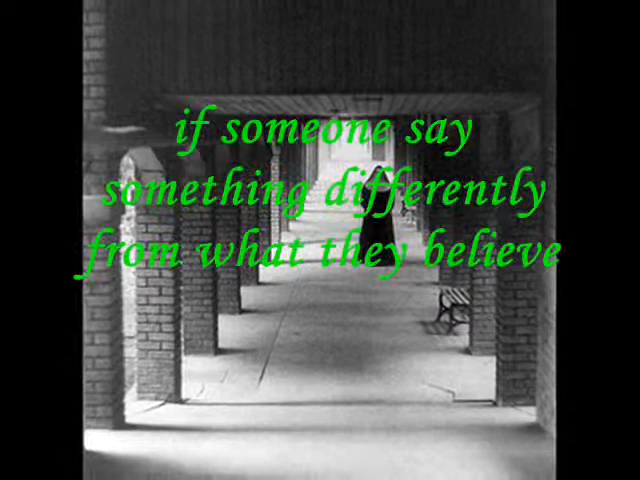 if someone say
something differently
from what they believe